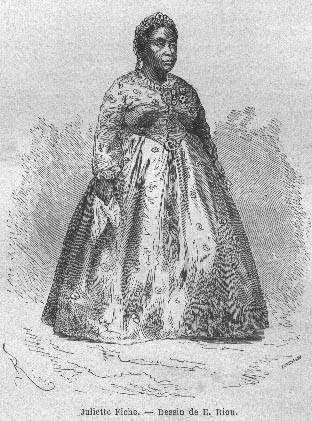 Juliette Fiche. — Dessin de E. Riou.